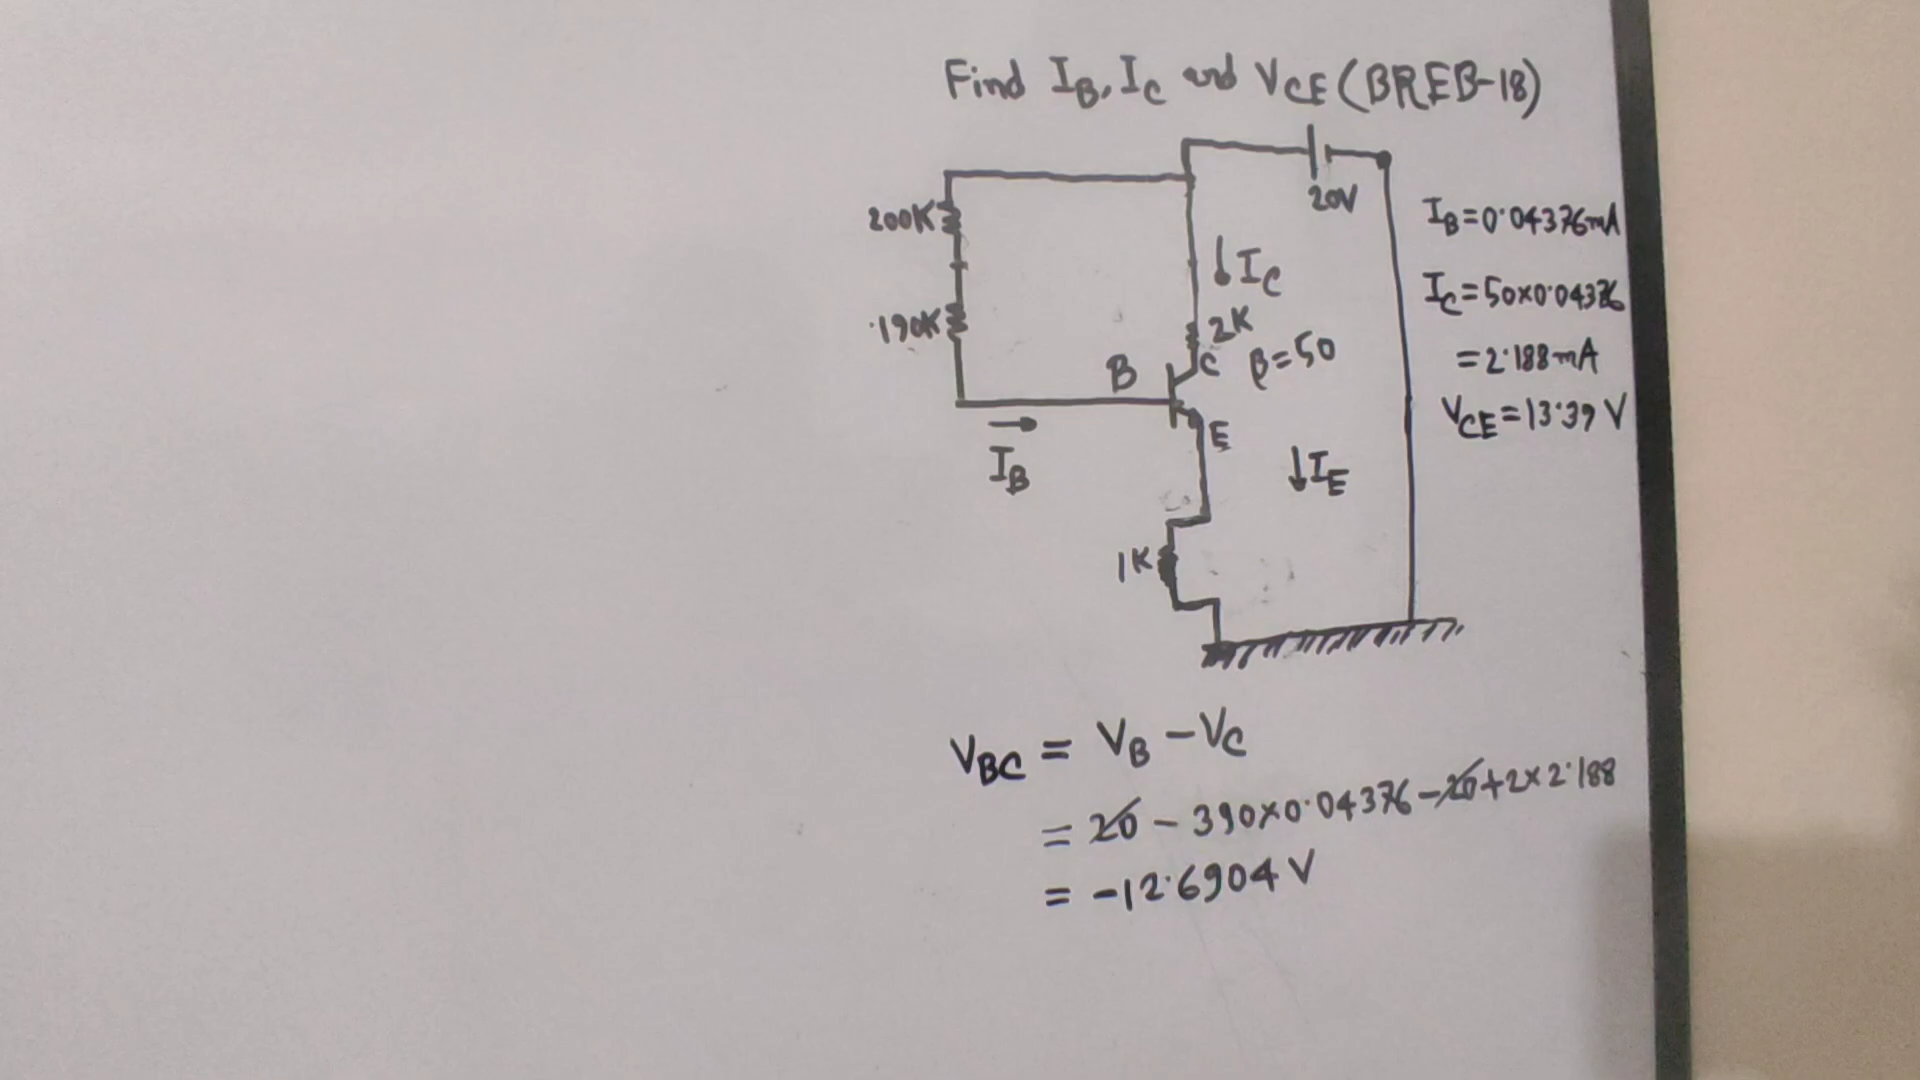 Find IB, IC and VCE (BREB-18)
20V
200K
190K
IC
2K
C
β=50
B
E
IB
IE
1K
IB=0.04376mA
IC=50×0.04376
=2.188mA
VCE=13.39 V
VBC = VB - VC
= 20 - 390×0.04376 - 20 + 2×2.188
= -12.6904 V